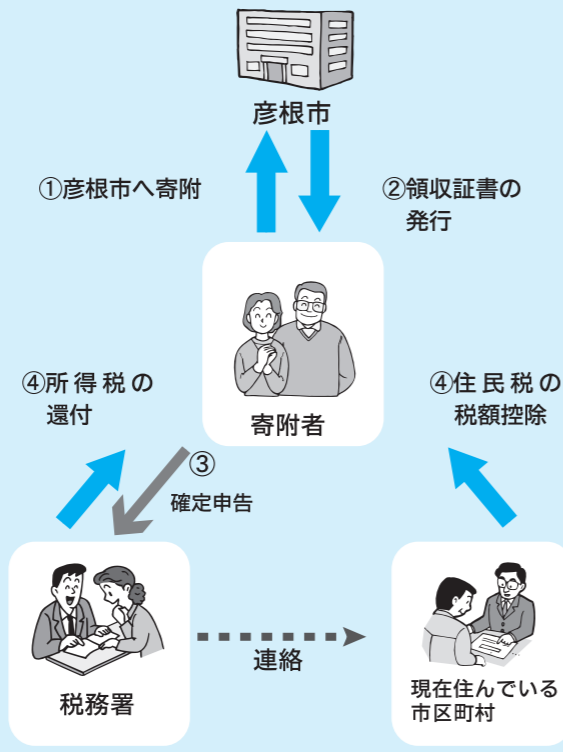 彦根市
①彦根市へ寄附
②領収証書の
発行
寄附者
④所得税の
還付
④住民税の
税額控除
③
確定申告
税務署
連絡
現在住んでいる
市区町村